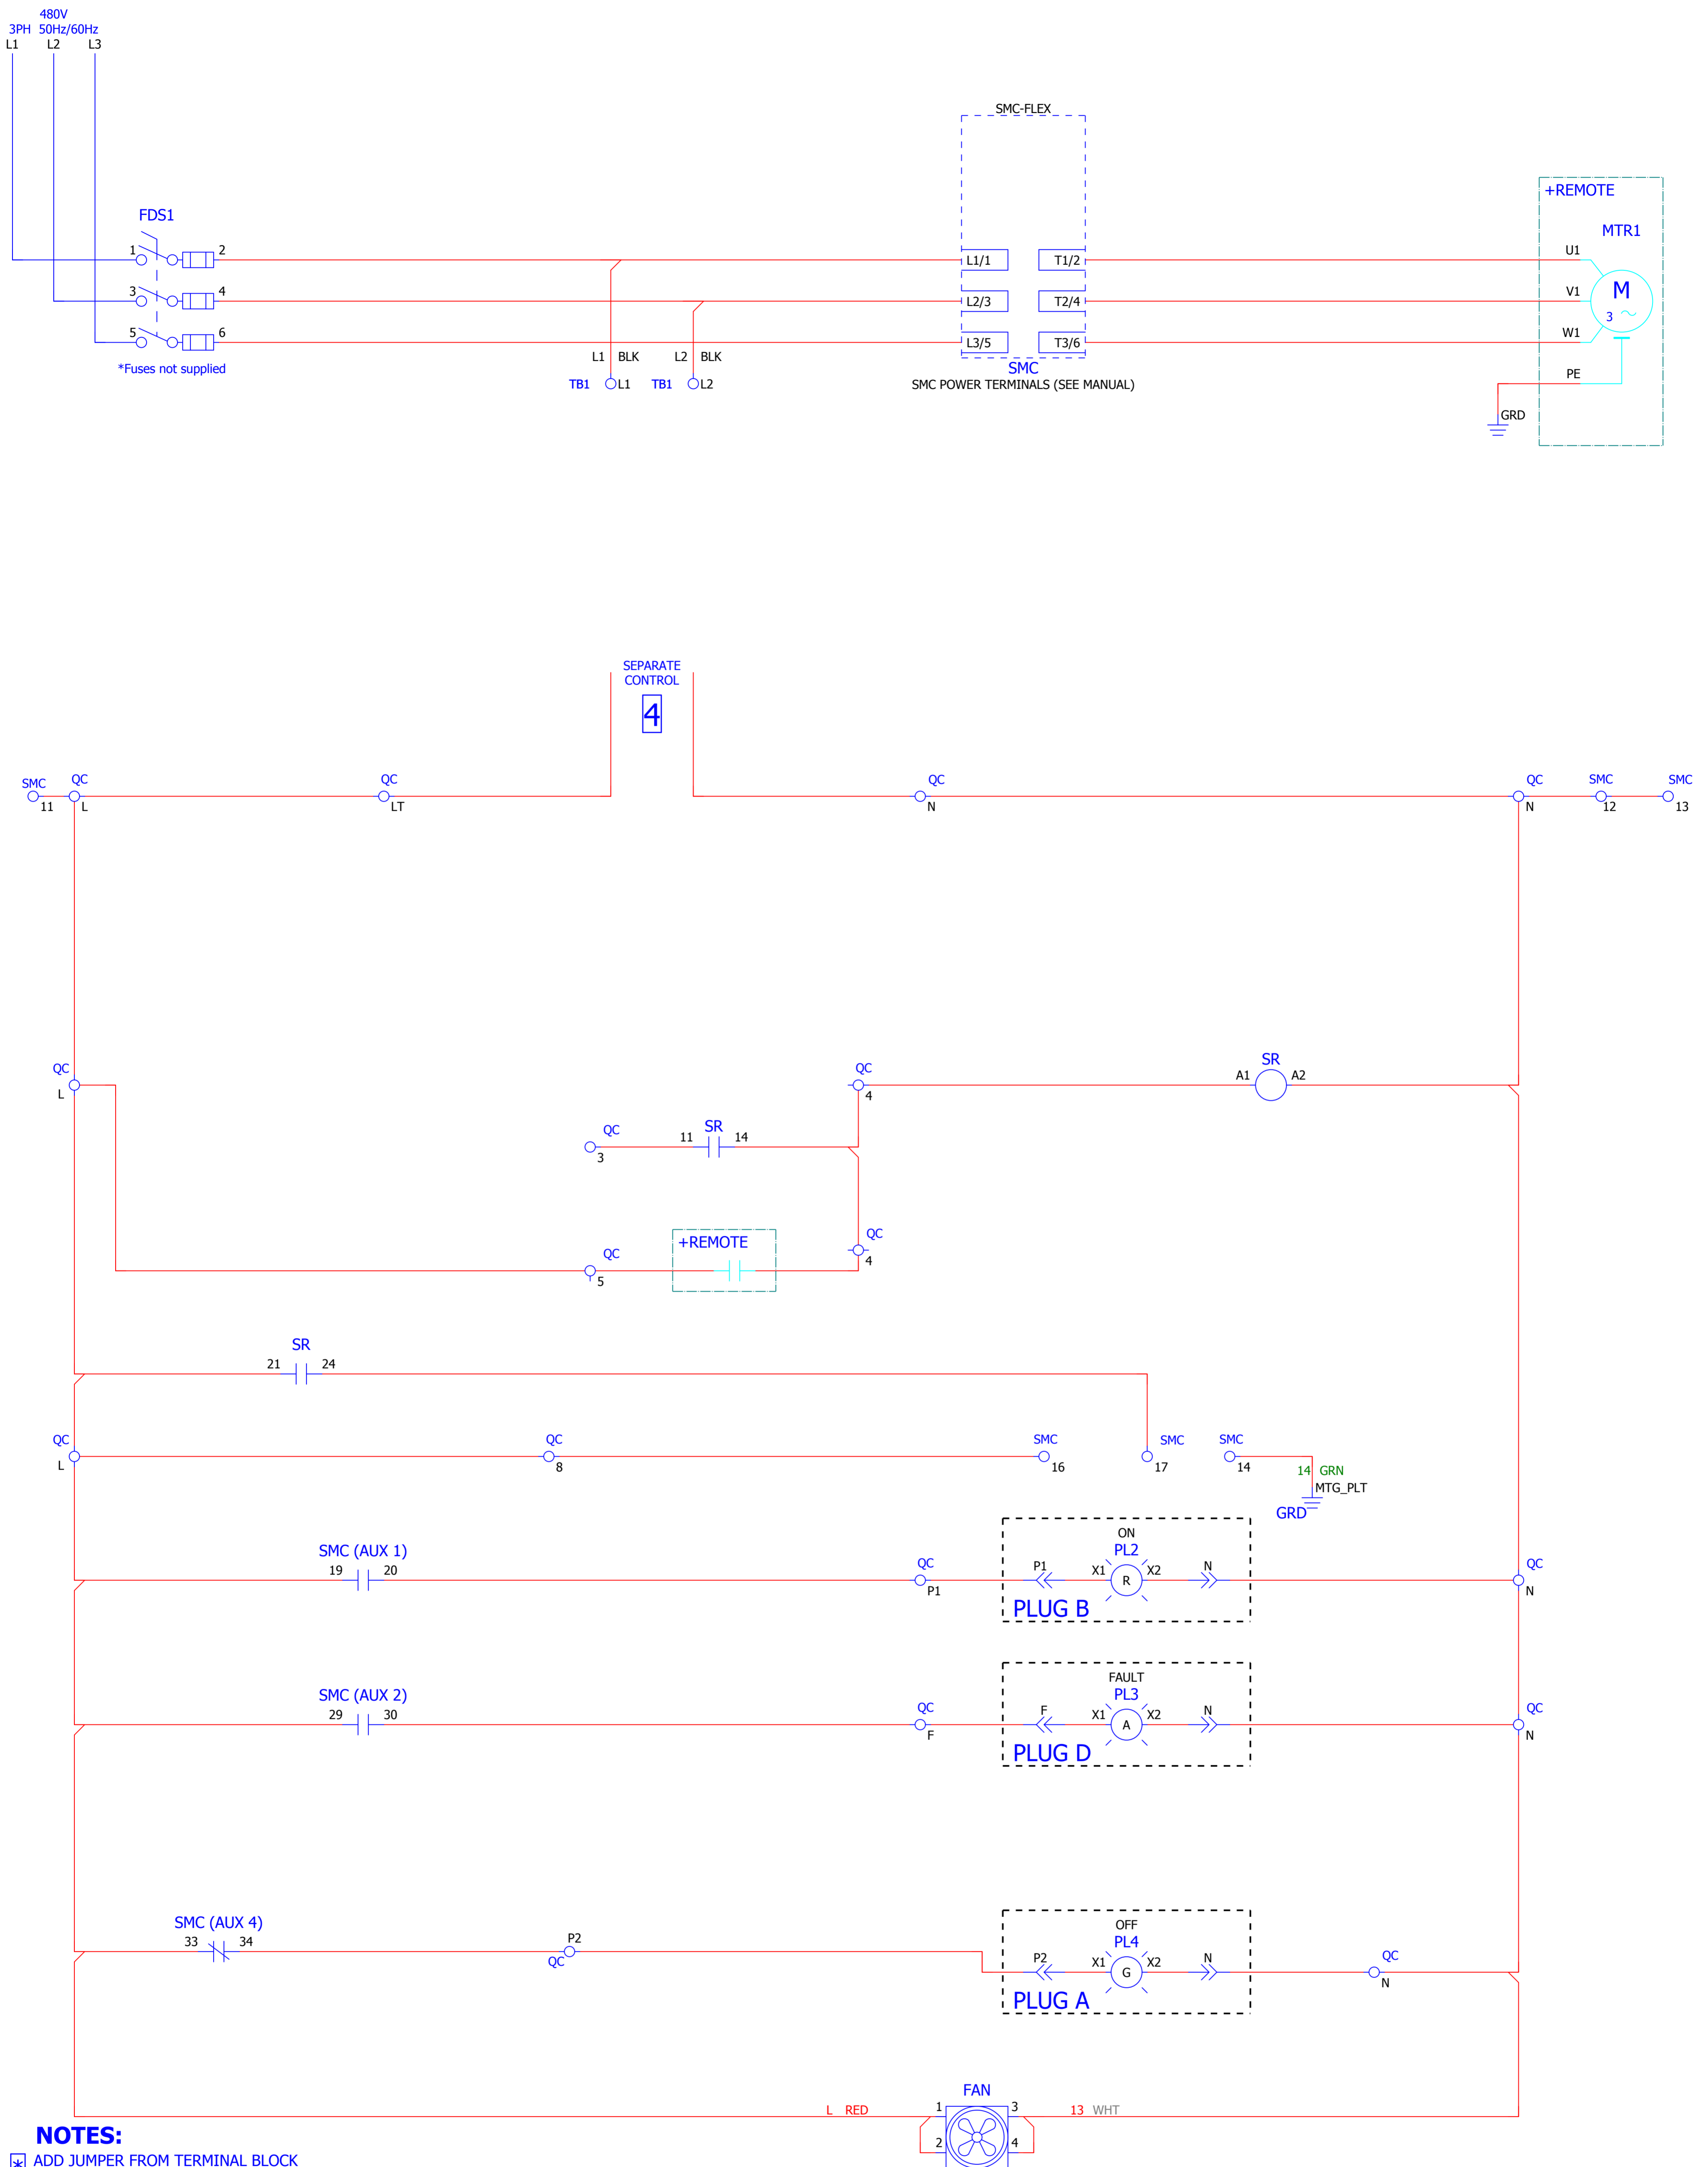 480V
3PH 50Hz/60Hz
L1 L2 L3
SMC-FLEX
+REMOTE
FDS1
MTR1
1 2 L1/1 T1/2 U1
3 4 L2/3 T2/4 V1 M
3
5 6 L3/5 T3/6 W1
L1 BLK L2 BLK
*Fuses not supplied
SMC
PE
TB1 L1 TB1 L2
SMC POWER TERMINALS (SEE MANUAL)
GRD
SEPARATE
CONTROL
4
SMC QC QC QC QC SMC SMC
11 L LT N N 12 13
QC QC SR
L 4 A1 A2
QC SR
3 11 14
QC
4
+REMOTE
QC
5
SR
21 24
QC QC SMC SMC SMC
L 8 16 17 14
14 GRN
MTG_PLT
GRD
ON
SMC (AUX 1) PL2
19 20 QC P1 P1 X1 R X2 N QC N
PLUG B
FAULT
SMC (AUX 2) PL3
29 30 QC F F X1 A X2 N QC N
PLUG D
OFF
SMC (AUX 4) PL4
33 34 P2 QC P2 X1 G X2 N QC N
PLUG A
FAN
L RED 1 3 13 WHT
2 4
NOTES:
* ADD JUMPER FROM TERMINAL BLOCK